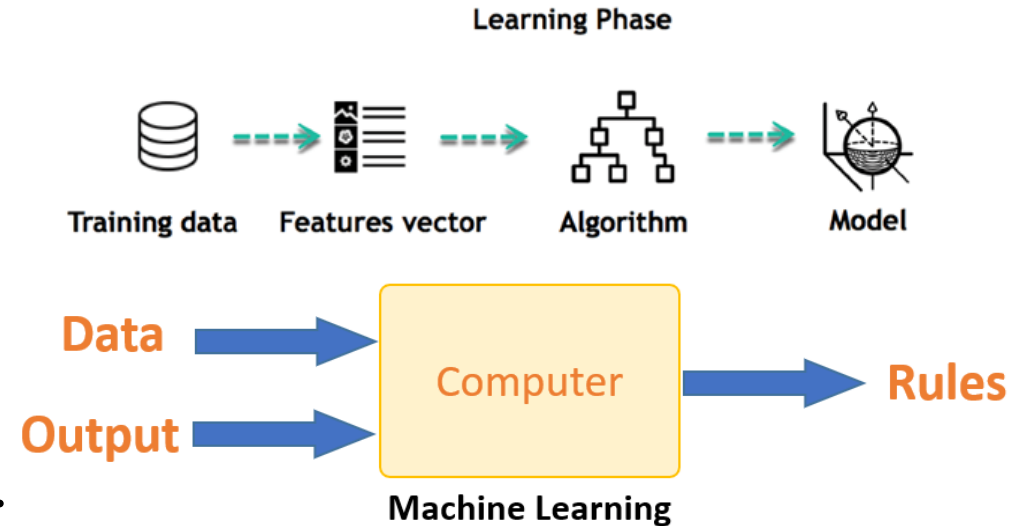 Learning Phase
Training data Features vector Algorithm Model
Data
Computer
Rules
Output
Machine Learning